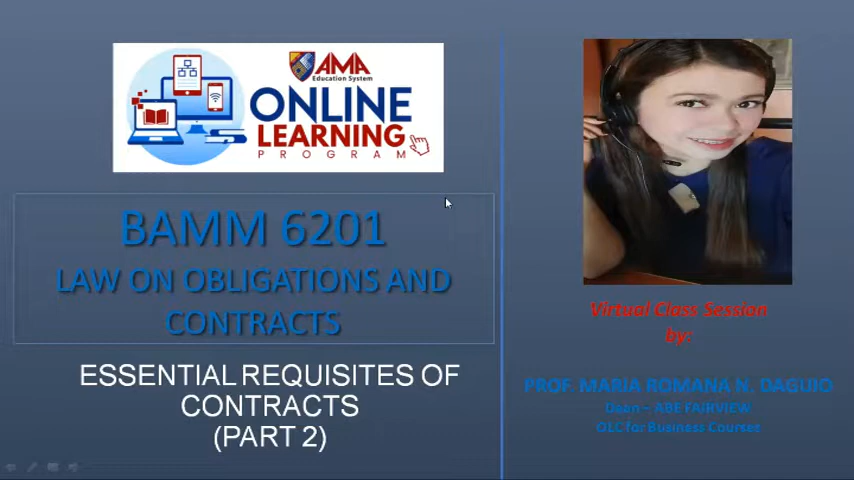 AMA
Education System
ONLINE
LEARNING
PROGRAM
BAMM 6201
LAW ON OBLIGATIONS AND
CONTRACTS
ESSENTIAL REQUISITES OF
CONTRACTS
(PART 2)
Virtual Class Session
by:
PROF. MARIA ROMANA N. DAGUIO
Dean – ABE FAIRVIEW
OLC for Business Courses